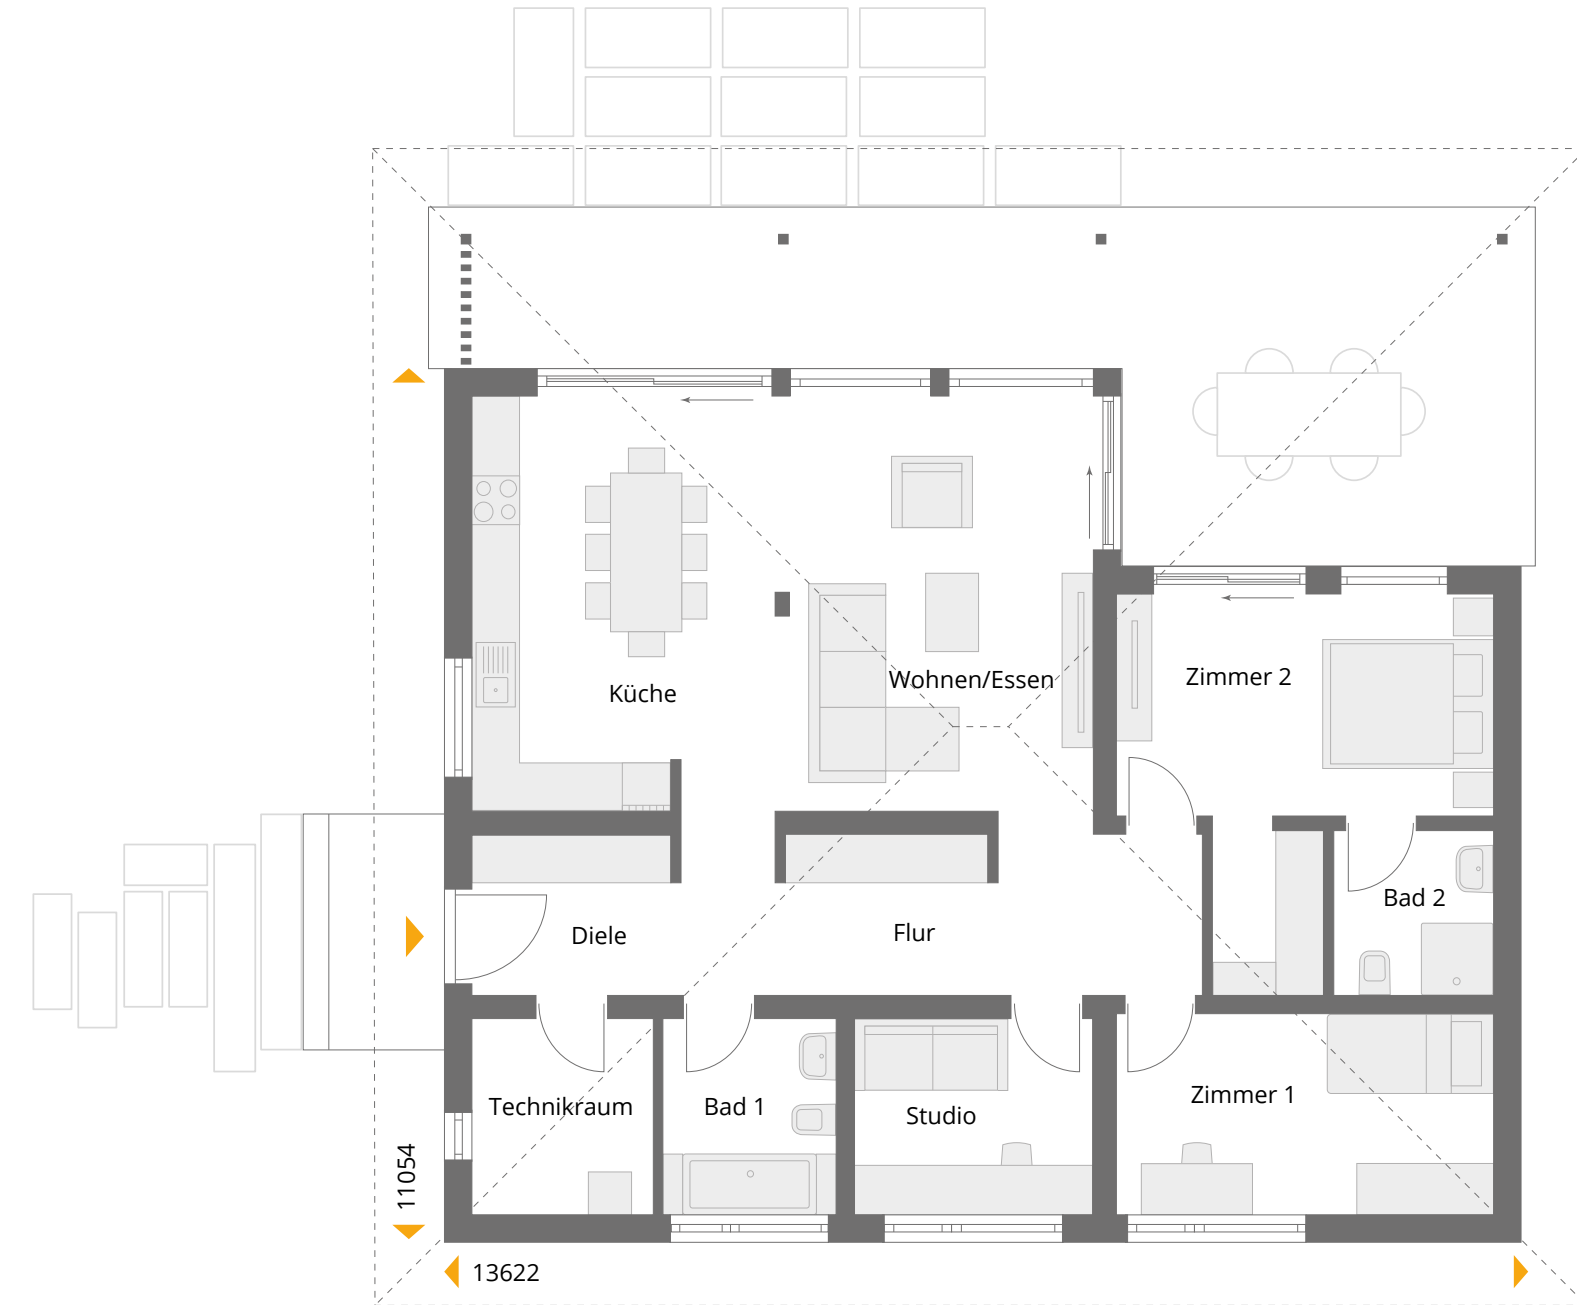 Zimmer 2
Wohnen/Essen
Küche
Bad 2
Diele
Flur
Technikraum
Bad 1
Studio
Zimmer 1
11054
13622